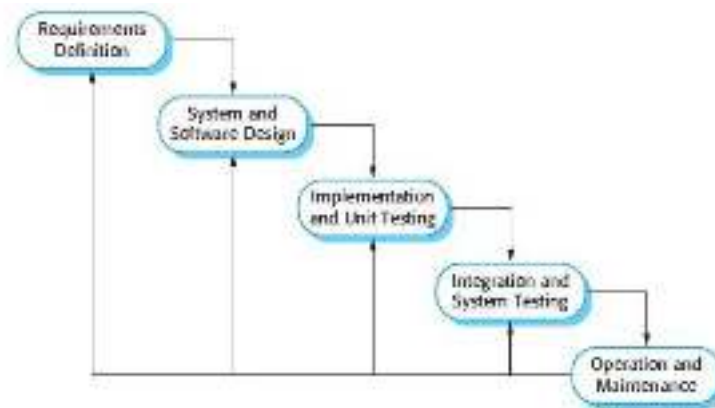 Requirements
Definition
System and
Software Design
Implementation
and Unit Testing
Integration and
System Testing
Operation and
Maintenance